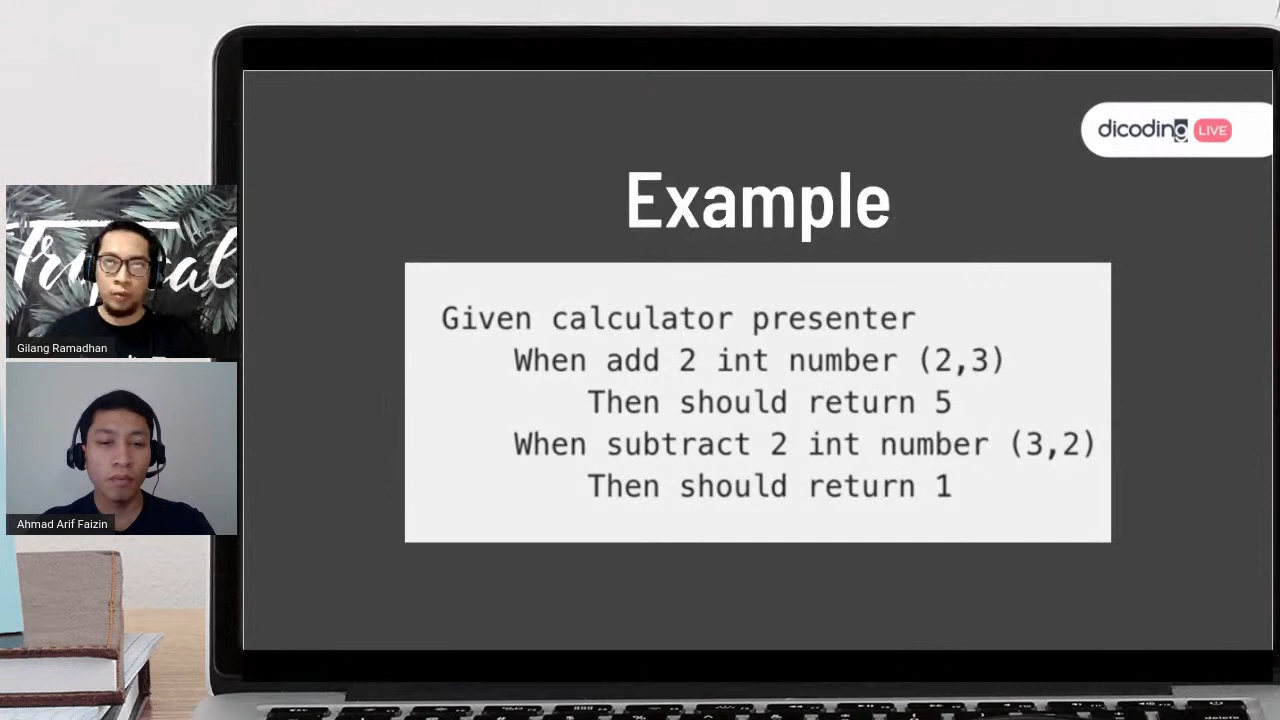 dicoding LIVE
Example
Given calculator presenter
When add 2 int number (2,3)
Then should return 5
When subtract 2 int number (3,2)
Then should return 1
Gilang Ramadhan
Ahmad Arif Faizin
delete